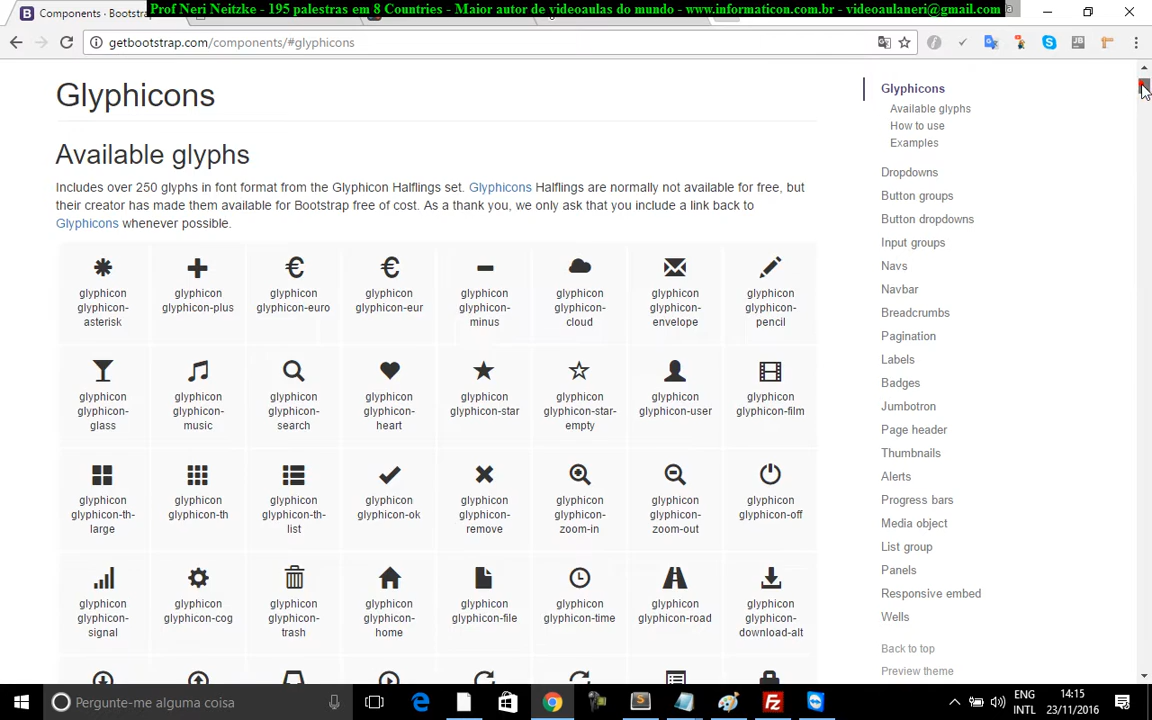 Components · Bootstrap
Prof Neri Neitzke - 195 palestras em 8 Countries - Maior autor de videoaulas do mundo - www.informaticon.com.br - videoaulaneri@gmail.com
getbootstrap.com/components/#glyphicons
Glyphicons
Available glyphs
Includes over 250 glyphs in font format from the Glyphicon Halflings set. Glyphicons Halflings are normally not available for free, but
their creator has made them available for Bootstrap free of cost. As a thank you, we only ask that you include a link back to
Glyphicons whenever possible.
glyphicon glyphicon glyphicon glyphicon glyphicon glyphicon glyphicon glyphicon
glyphicon- glyphicon-plus glyphicon-euro glyphicon-eur glyphicon- glyphicon- glyphicon- glyphicon-
asterisk minus cloud envelope pencil
glyphicon glyphicon glyphicon glyphicon glyphicon glyphicon glyphicon glyphicon
glyphicon- glyphicon- glyphicon- glyphicon- glyphicon-star glyphicon-star- glyphicon-user glyphicon-film
glass music search heart empty
glyphicon glyphicon glyphicon glyphicon glyphicon glyphicon glyphicon glyphicon
glyphicon-th- glyphicon-th glyphicon-th- glyphicon-ok glyphicon- glyphicon- glyphicon- glyphicon-off
large list remove zoom-in zoom-out
glyphicon glyphicon glyphicon glyphicon glyphicon glyphicon glyphicon glyphicon
glyphicon- glyphicon-cog glyphicon- glyphicon- glyphicon-file glyphicon-time glyphicon-road glyphicon-
signal trash home download-alt
Glyphicons
Available glyphs
How to use
Examples
Dropdowns
Button groups
Button dropdowns
Input groups
Navs
Navbar
Breadcrumbs
Pagination
Labels
Badges
Jumbotron
Page header
Thumbnails
Alerts
Progress bars
Media object
List group
Panels
Responsive embed
Wells
Back to top
Preview theme
Pergunte-me alguma coisa
ENG
INTL
14:15
23/11/2016